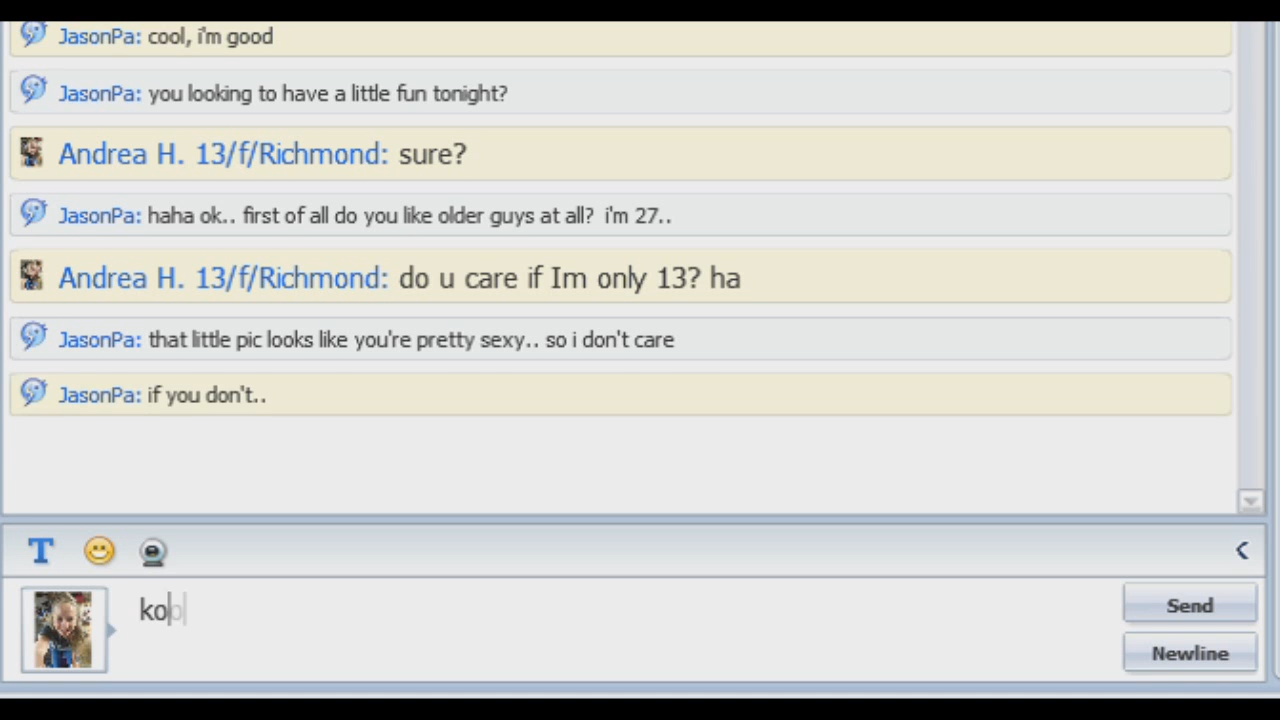 JasonPa: cool, i'm good
JasonPa: you looking to have a little fun tonight?
Andrea H. 13/f/Richmond: sure?
JasonPa: haha ok.. first of all do you like older guys at all? i'm 27..
Andrea H. 13/f/Richmond: do u care if Im only 13? ha
JasonPa: that little pic looks like you're pretty sexy.. so i don't care
JasonPa: if you don't..
T
koo
Send
Newline